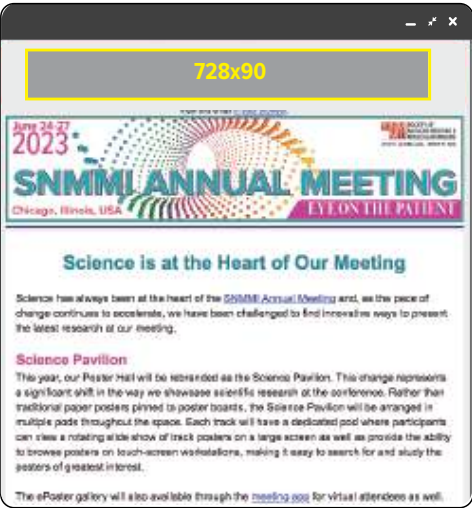 728x90
June 24-27
2023
SNMMI ANNUAL MEETING
Chicago, Illinois, USA
EYE ON THE PATIENT
Science is at the Heart of Our Meeting
Science has always been at the heart of the SNMMI Annual Meeting and, as the pace of
change continues to accelerate, we have been challenged to find innovative ways to present
the latest research at our meeting.
Science Pavilion
This year, our Poster Hall will be rebranded as the Science Pavilion. This change represents
a significant shift in the way we showcase scientific research at the conference. Rather than
traditional paper posters pinned to poster boards, the Science Pavilion will be arranged in
multiple pods throughout the space. Each track will have a dedicated pod where participants
can view a rotating slide show of track posters on a large screen as well as provide the ability
to browse posters on touch-screen workstations, making it easy to search for and study the
posters of greatest interest.
The ePoster gallery will also available through the meeting app for virtual attendees as well.